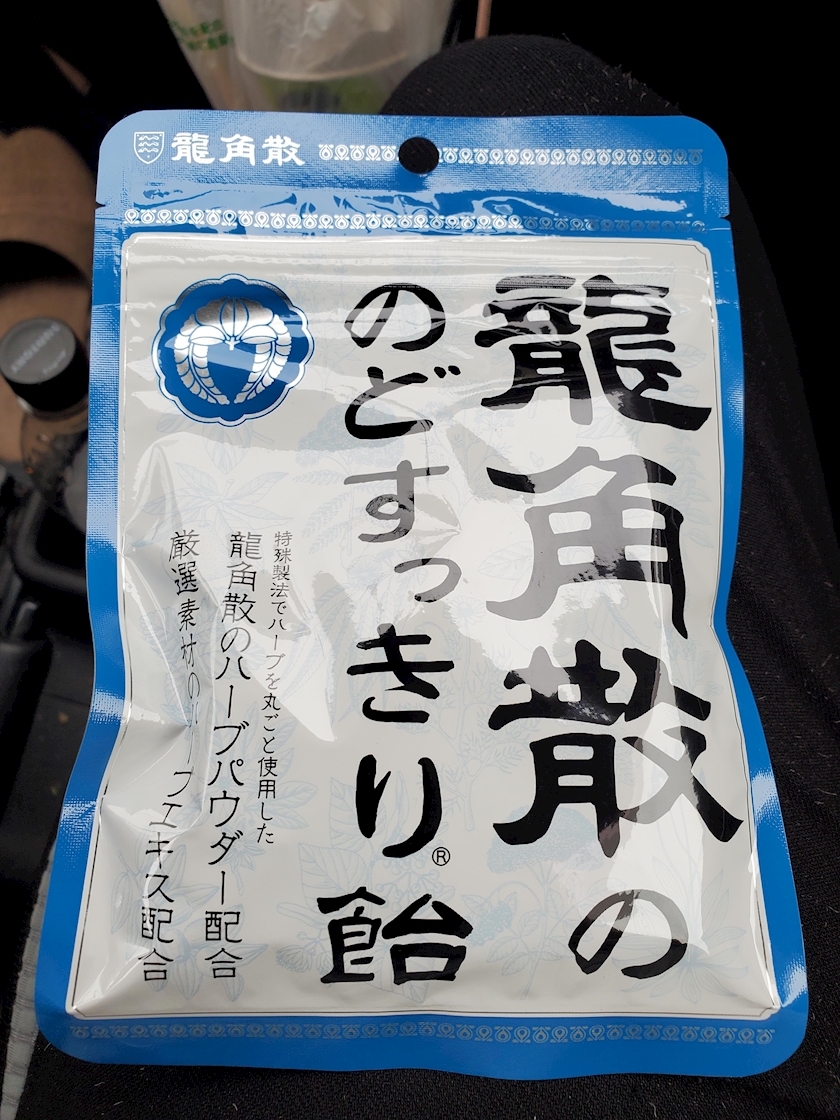 龍角散
龍角散の
のどすっきり飴®
特殊製法でハーブを丸ごと使用した
龍角散のハーブパウダー配合
厳選素材のハーブエキス配合